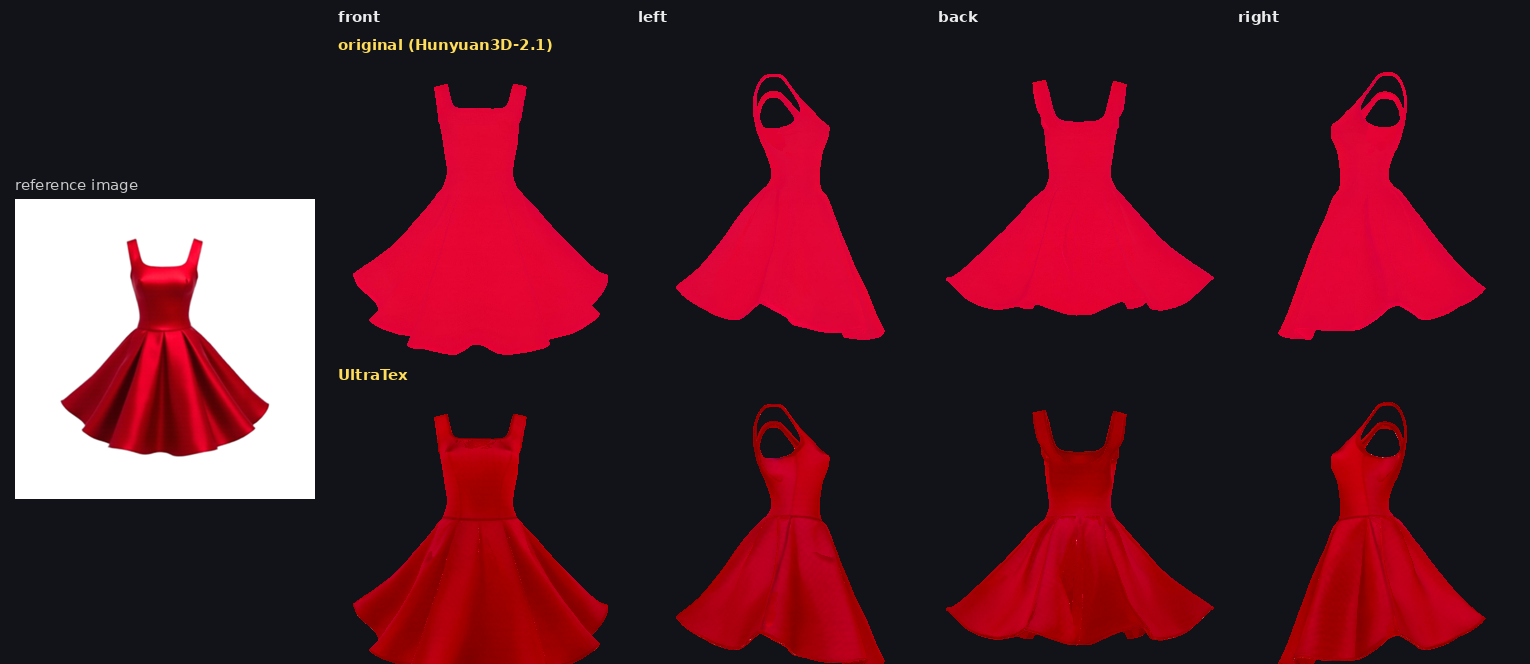 front left back right
original (Hunyuan3D-2.1)
reference image
UltraTex